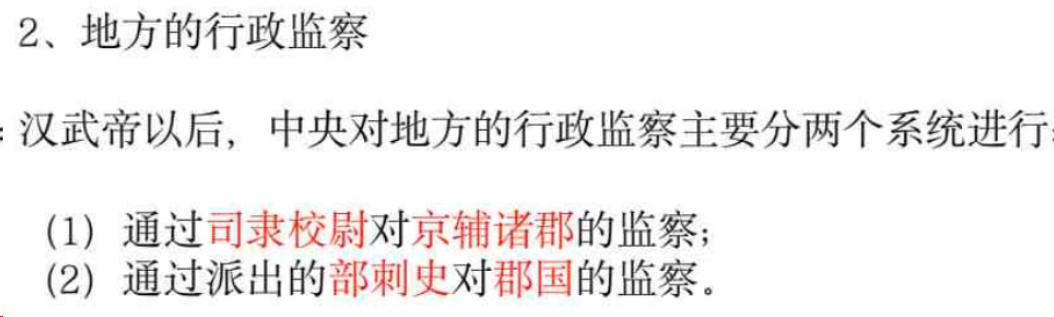 2、地方的行政监察
：汉武帝以后，中央对地方的行政监察主要分两个系统进行：
（1）通过司隶校尉对京辅诸郡的监察；
（2）通过派出的部刺史对郡国的监察。